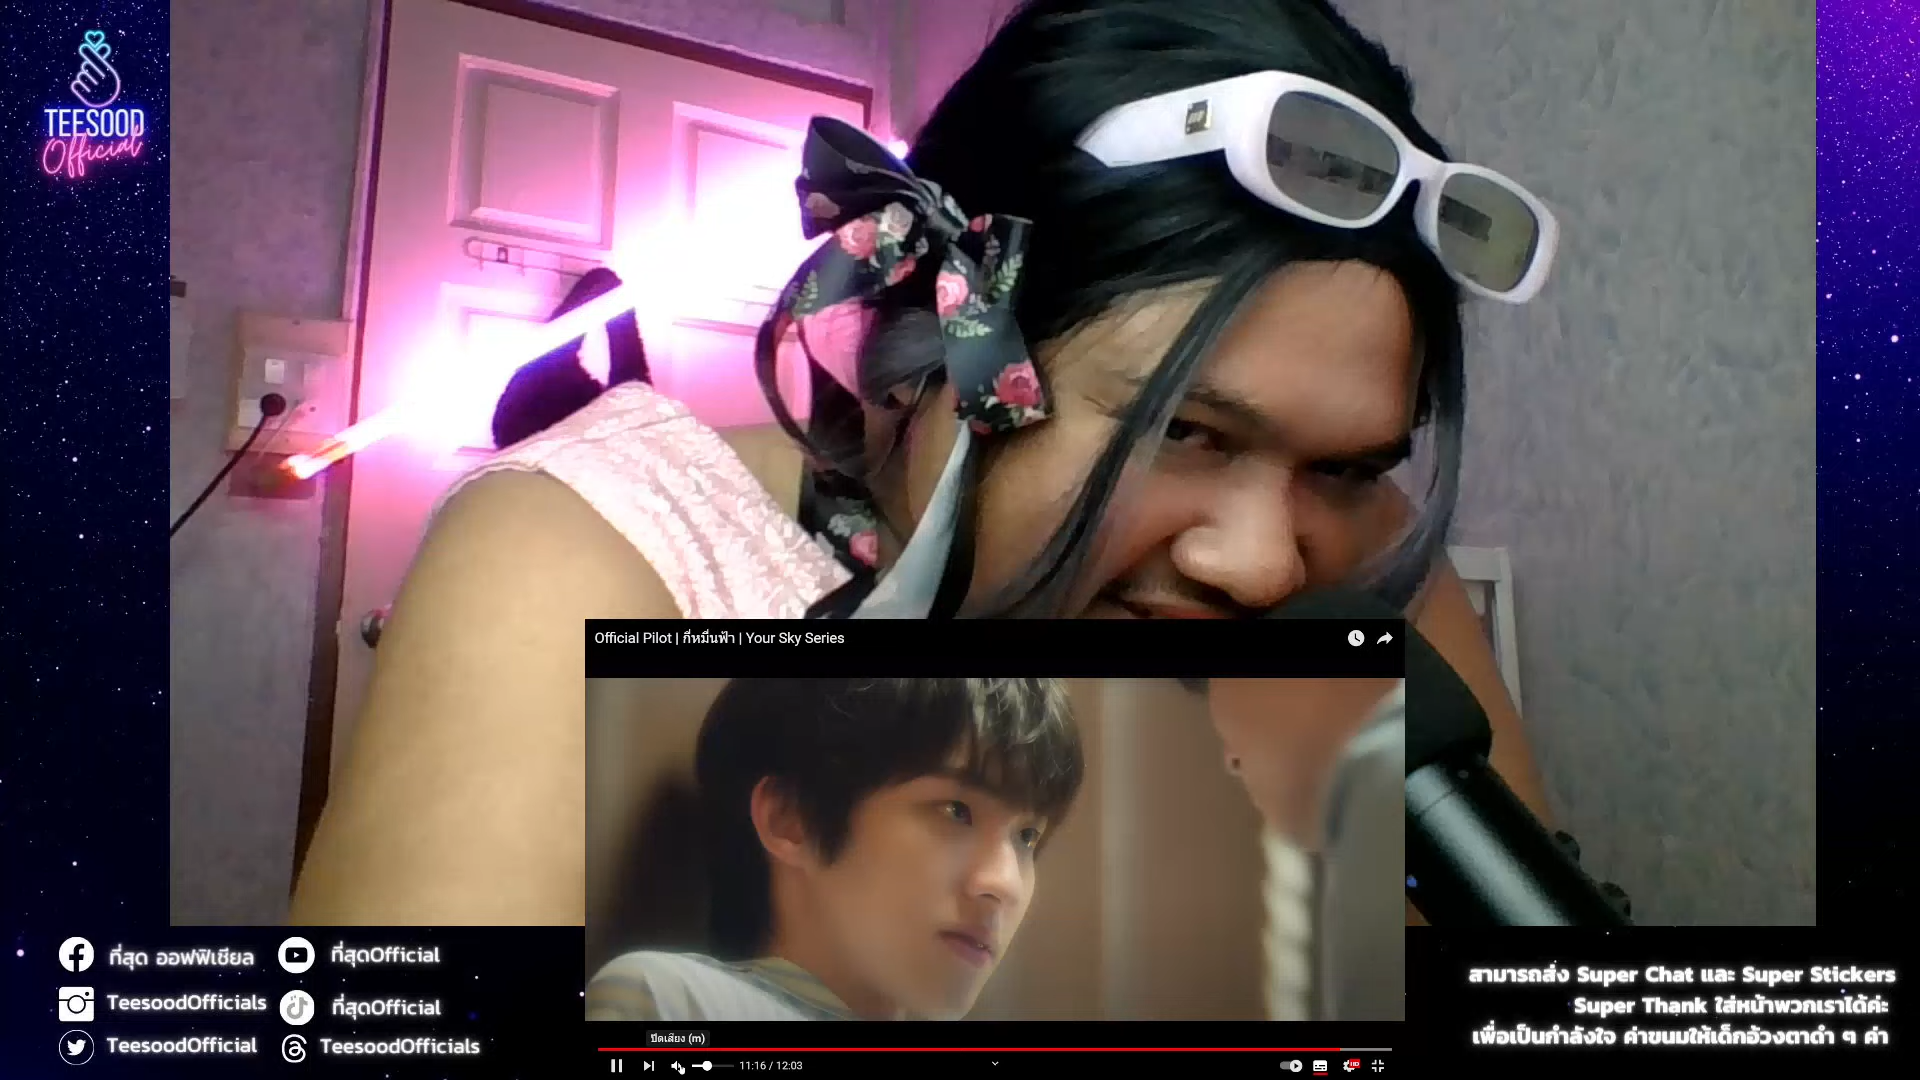 TEESOOD
Official
Official Pilot | กี่หมื่นฟ้า | Your Sky Series
ปิดเสียง (m)
11:16 / 12:03
HD
ที่สุด ออฟฟิเชียล
ที่สุดOfficial
TeesoodOfficials
ที่สุดOfficial
TeesoodOfficial
TeesoodOfficials
สามารถส่ง Super Chat และ Super Stickers
Super Thank ใส่หน้าพวกเราได้ค่ะ
เพื่อเป็นกำลังใจ ค่าขนมให้เด็กอ้วงตาดำ ๆ ค่า